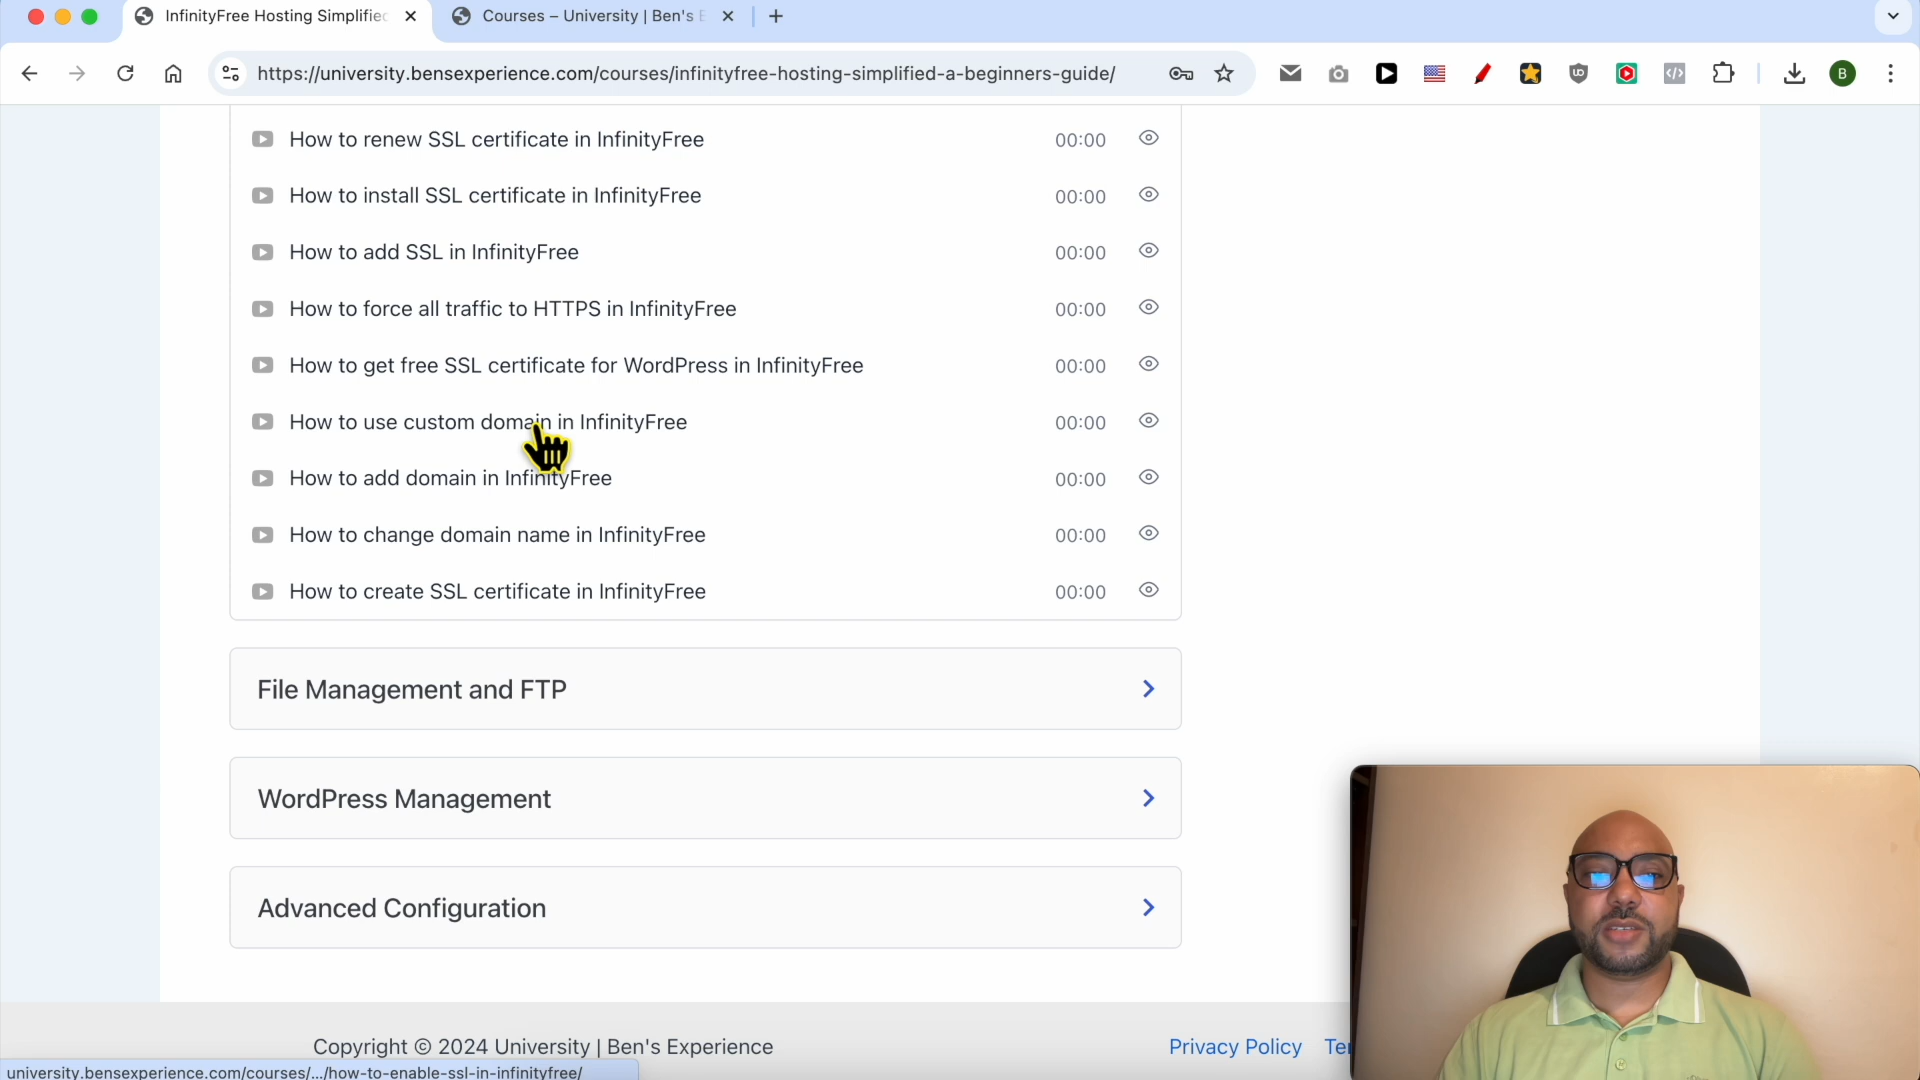 InfinityFree Hosting Simplified
Courses – University | Ben's E
https://university.bensexperience.com/courses/infinityfree-hosting-simplified-a-beginners-guide/
B
How to renew SSL certificate in InfinityFree 00:00
How to install SSL certificate in InfinityFree 00:00
How to add SSL in InfinityFree 00:00
How to force all traffic to HTTPS in InfinityFree 00:00
How to get free SSL certificate for WordPress in InfinityFree 00:00
How to use custom domain in InfinityFree 00:00
How to add domain in InfinityFree 00:00
How to change domain name in InfinityFree 00:00
How to create SSL certificate in InfinityFree 00:00
File Management and FTP
WordPress Management
Advanced Configuration
Copyright © 2024 University | Ben's Experience Privacy Policy
university.bensexperience.com/courses/.../how-to-enable-ssl-in-infinityfree/